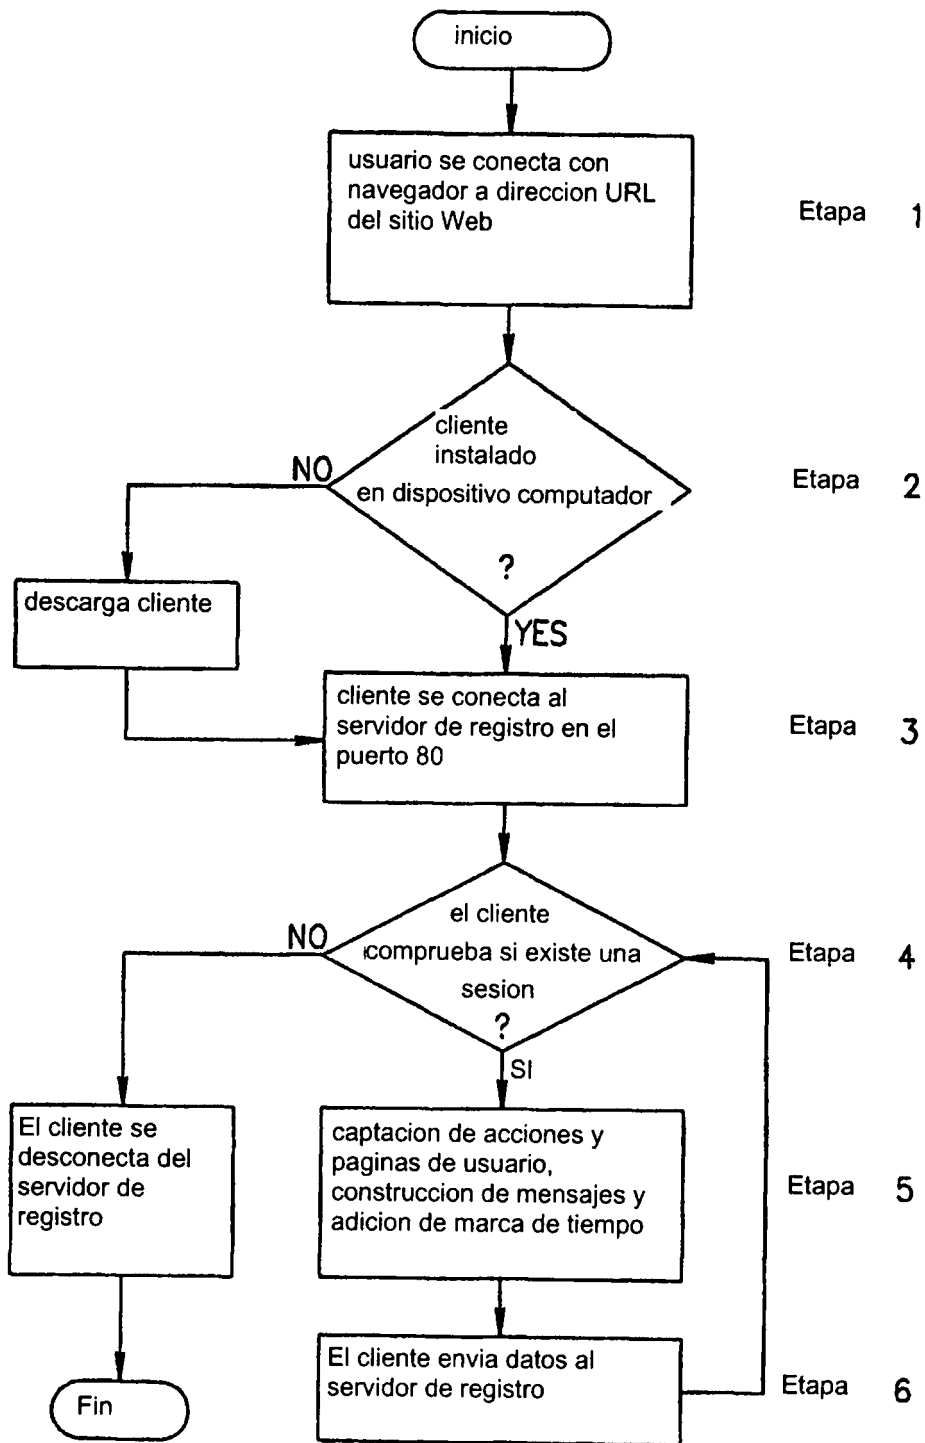 inicio
usuario se conecta con
navegador a direccion URL
del sitio Web
Etapa 1
cliente
instalado
en dispositivo computador
?
NO
Etapa 2
descarga cliente
YES
cliente se conecta al
servidor de registro en el
puerto 80
Etapa 3
el cliente
comprueba si existe una
sesion
?
NO
Etapa 4
SI
El cliente se
desconecta del
servidor de
registro
captacion de acciones y
paginas de usuario,
construccion de mensajes y
adicion de marca de tiempo
Etapa 5
El cliente envia datos al
servidor de registro
Etapa 6
Fin